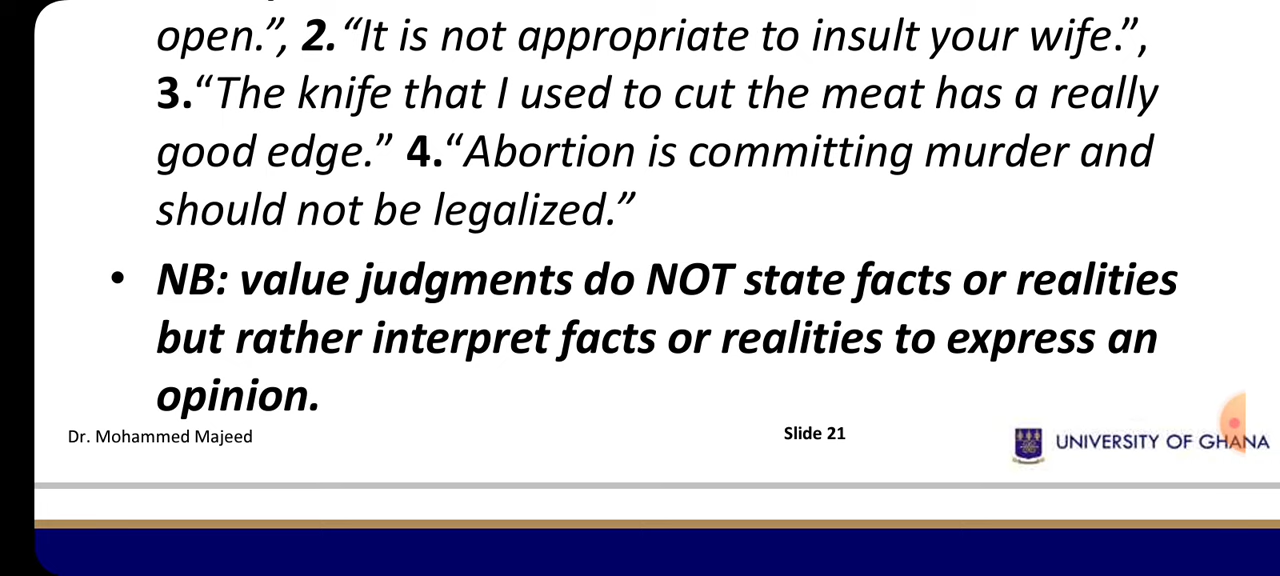 open.”, 2.“It is not appropriate to insult your wife.”,
3.“The knife that I used to cut the meat has a really
good edge.” 4.“Abortion is committing murder and
should not be legalized.”
• NB: value judgments do NOT state facts or realities
but rather interpret facts or realities to express an
opinion.
Dr. Mohammed Majeed
Slide 21
UNIVERSITY OF GHANA